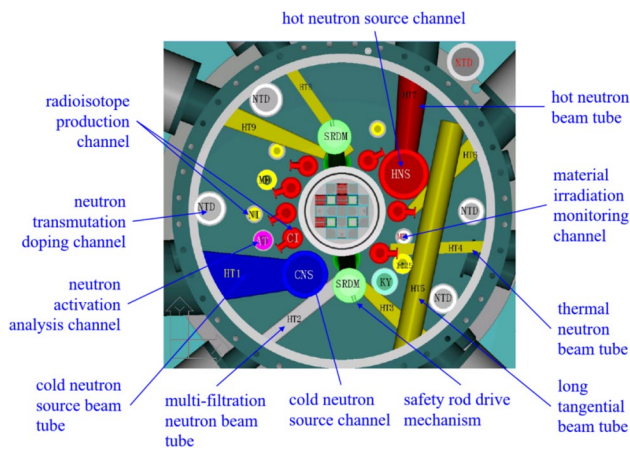 hot neutron source channel
NTD
NTD
HT8
HT7
radioisotope
production
channel
hot neutron
beam tube
HT9
SRDM
HT6
HNS
neutron
transmutation
doping channel
NTD
material
irradiation
monitoring
channel
NTD
CI
HT4
neutron
activation
analysis channel
HT1
CNS
SRDM
KY
HT5
NTD
HT3
HT2
thermal
neutron
beam tube
cold neutron
source beam
tube
multi-filtration
neutron beam
tube
cold neutron
source channel
safety rod drive
mechanism
long
tangential
beam tube